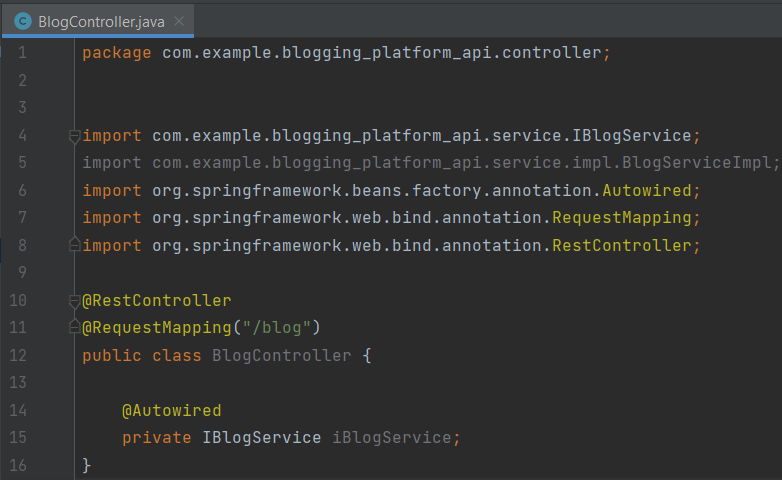 BlogController.java
1 package com.example.blogging_platform_api.controller;
2
3
4 import com.example.blogging_platform_api.service.IBlogService;
5 import com.example.blogging_platform_api.service.impl.BlogServiceImpl;
6 import org.springframework.beans.factory.annotation.Autowired;
7 import org.springframework.web.bind.annotation.RequestMapping;
8 import org.springframework.web.bind.annotation.RestController;
9
10 @RestController
11 @RequestMapping("/blog")
12 public class BlogController {
13
14     @Autowired
15     private IBlogService iBlogService;
16 }